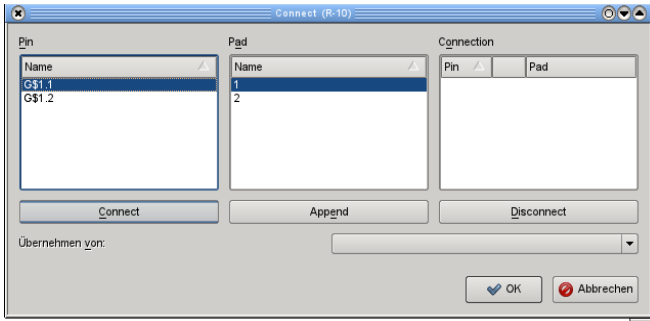 Connect (R-10)
Pin Pad Connection
Name Name Pin Pad
G$1.1 1
G$1.2 2
Connect Append Disconnect
Übernehmen von:
OK Abbrechen